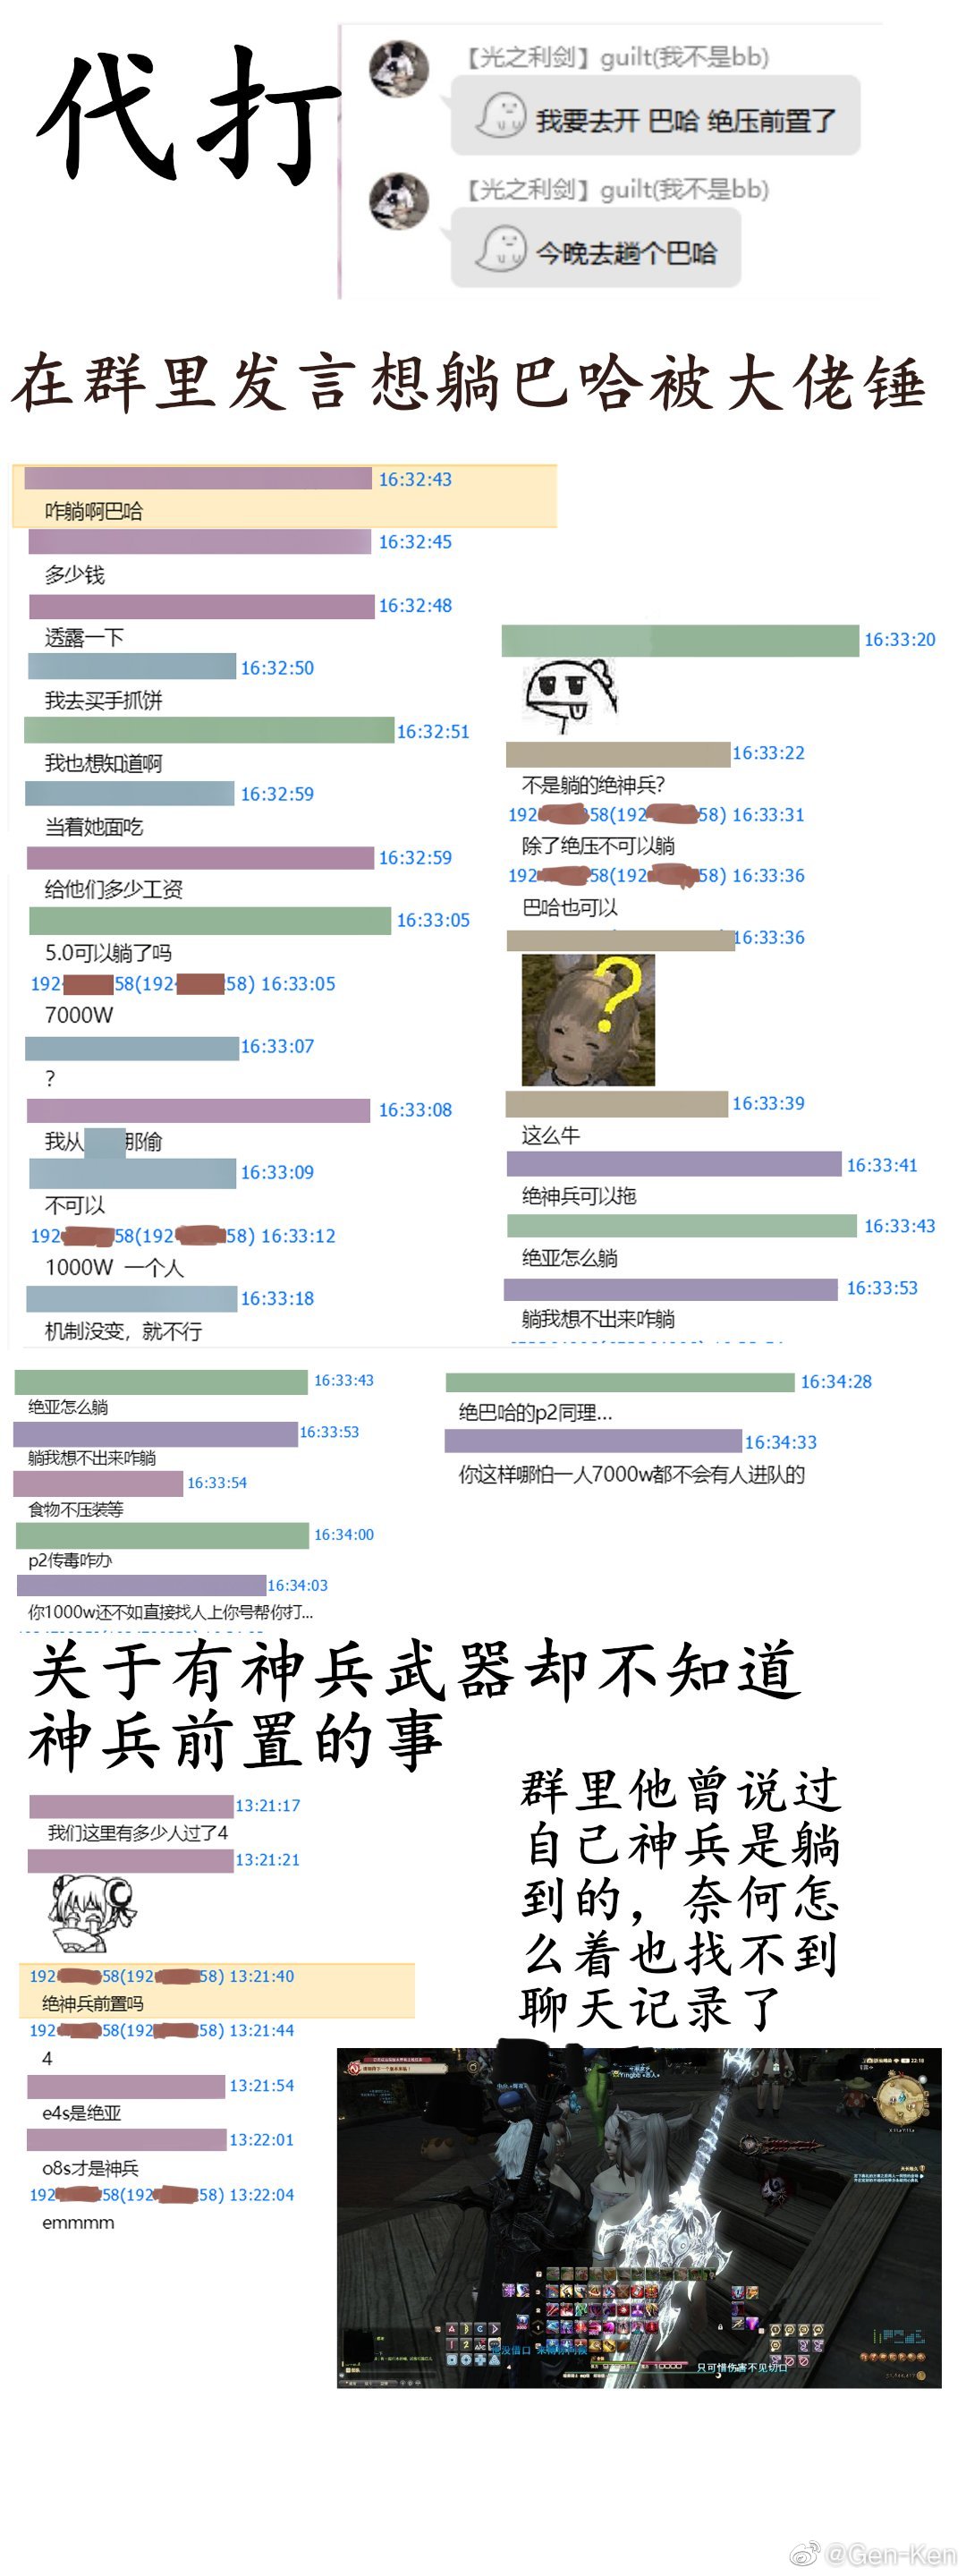 代打
【光之利剑】guilt(我不是bb)
我要去开 巴哈 绝压前置了
【光之利剑】guilt(我不是bb)
今晚去趟个巴哈
在群里发言想躺巴哈被大佬锤
16:32:43
咋躺啊巴哈
16:32:45
多少钱
16:32:48
透露一下
16:32:50
我去买手抓饼
16:32:51
我也想知道啊
16:32:59
当着她面吃
16:32:59
给他们多少工资
16:33:05
5.0可以躺了吗
192 58(192 58) 16:33:05
7000W
16:33:07
?
16:33:08
我从 那偷
16:33:09
不可以
192 58(192 58) 16:33:12
1000W 一个人
16:33:18
机制没变，就不行
16:33:20
16:33:22
不是躺的绝神兵?
192 58(192 58) 16:33:31
除了绝压不可以躺
192 58(192 58) 16:33:36
巴哈也可以
16:33:36
?
16:33:39
这么牛
16:33:41
绝神兵可以拖
16:33:43
绝亚怎么躺
16:33:53
躺我想不出来咋躺
16:33:43
绝亚怎么躺
16:33:53
躺我想不出来咋躺
16:33:54
食物不压装等
16:34:00
p2传毒咋办
16:34:03
你1000w还不如直接找人上你号帮你打...
16:34:28
绝巴哈的p2同理...
16:34:33
你这样哪怕一人7000w都不会有人进队的
关于有神兵武器却不知道
神兵前置的事
13:21:17
我们这里有多少人过了4
13:21:21
192 58(192 58) 13:21:40
绝神兵前置吗
192 58(192 58) 13:21:44
4
13:21:54
e4s是绝亚
13:22:01
o8s才是神兵
192 58(192 58) 13:22:04
emmmm
群里他曾说过
自己神兵是躺
到的，奈何怎
么着也找不到
聊天记录了
只可惜伤害不见切口
@Gen-Ken